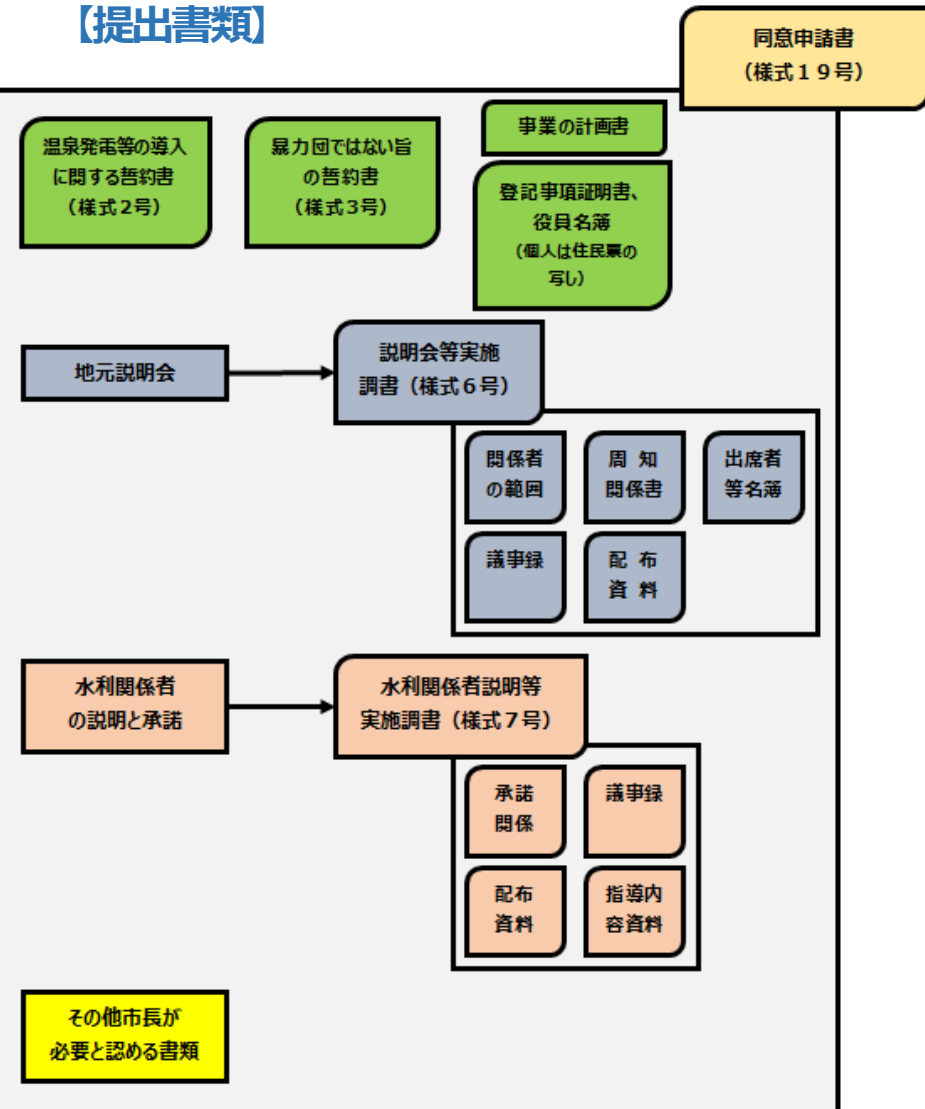 【提出書類】
同意申請書
（様式１９号）
温泉発電等の導入
に関する誓約書
（様式２号）
暴力団ではない旨
の誓約書
（様式３号）
事業の計画書
登記事項証明書、
役員名簿
（個人は住民票の
写し）
地元説明会
説明会等実施
調書（様式６号）
関係者
の範囲
周 知
関係書
出席者
等名簿
議事録
配 布
資 料
水利関係者
の説明と承諾
水利関係者説明等
実施調書（様式７号）
承諾
関係
議事録
配布
資料
指導内
容資料
その他市長が
必要と認める書類